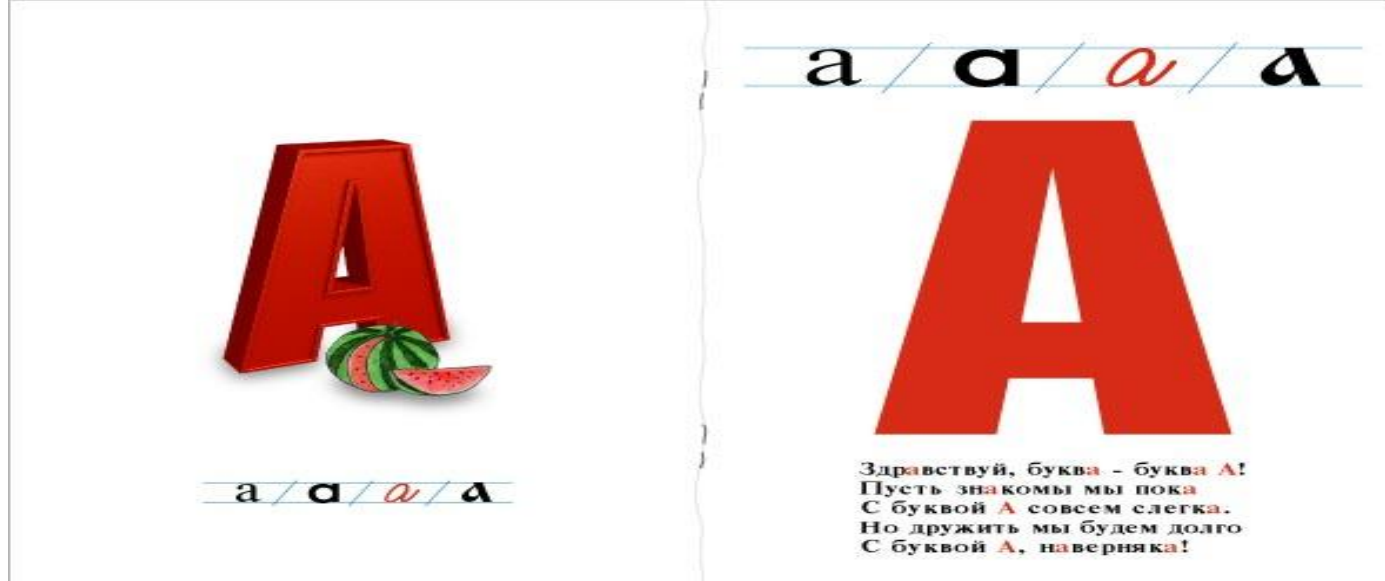 А
а / а / а / а
а / а / а / а
А
Здравствуй, буква - буква А!
Пусть знакомы мы пока
С буквой А совсем слегка.
Но дружить мы будем долго
С буквой А, наверняка!